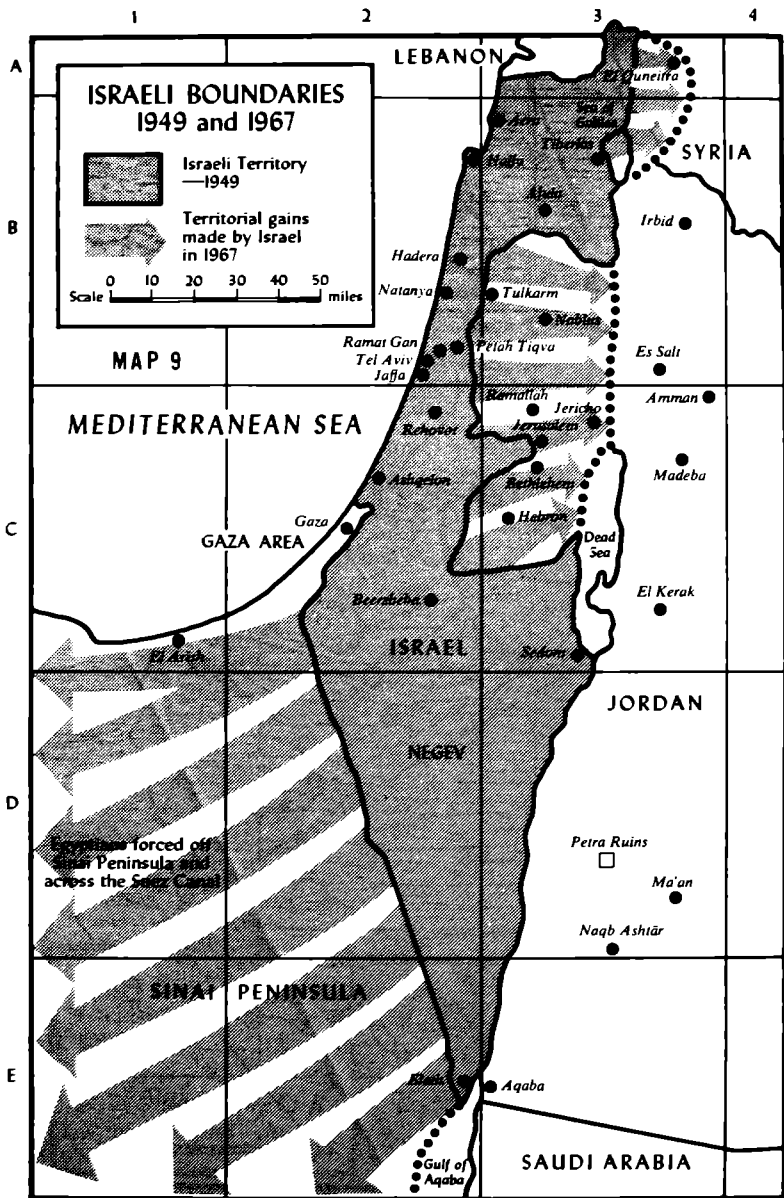 1
2
3
4
A
B
C
D
E
ISRAELI BOUNDARIES
1949 and 1967
Israeli Territory
—1949
Territorial gains
made by Israel
in 1967
Scale 0 10 20 30 40 50 miles
MAP 9
LEBANON
El Quneitra
Sea of
Galilee
Acre
Tiberias
Haifa
SYRIA
Afula
Irbid
Hadera
Natanya
Tulkarm
Nablus
Ramat Gan
Petah Tiqva
Tel Aviv
Jaffa
Es Salt
Amman
MEDITERRANEAN SEA
Ramallah
Jericho
Rehovot
Jerusalem
Madeba
Ashqelon
Bethlehem
Gaza
Hebron
GAZA AREA
Dead
Sea
Beersheba
El Kerak
El Arish
ISRAEL
Sedom
JORDAN
NEGEV
Egyptians forced off
Sinai Peninsula and
across the Suez Canal
Petra Ruins
Ma'an
Naqb Ashtār
SINAI PENINSULA
Aqaba
Gulf of
Aqaba
SAUDI ARABIA